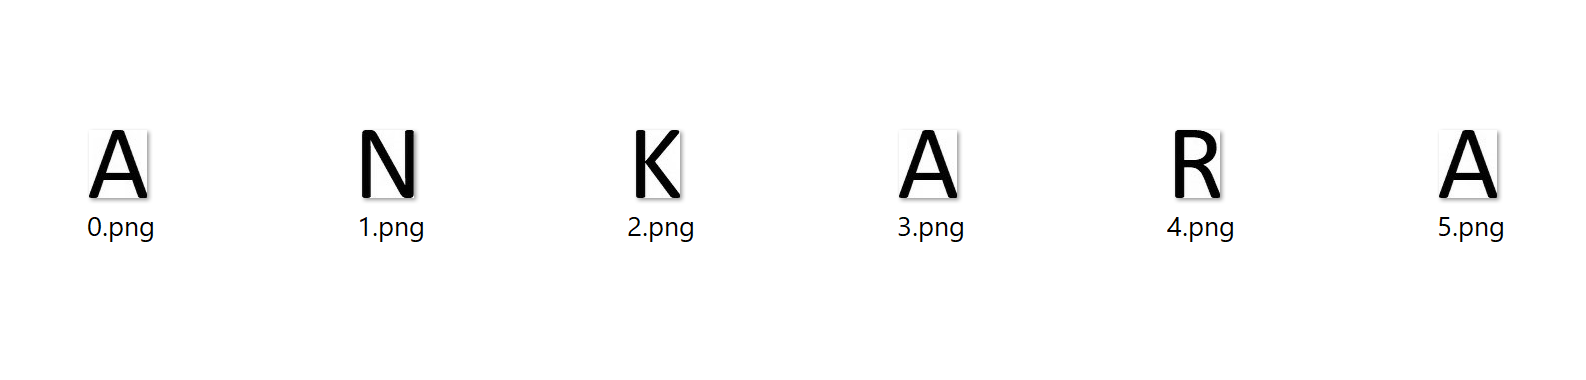 A N K A R A
0.png 1.png 2.png 3.png 4.png 5.png